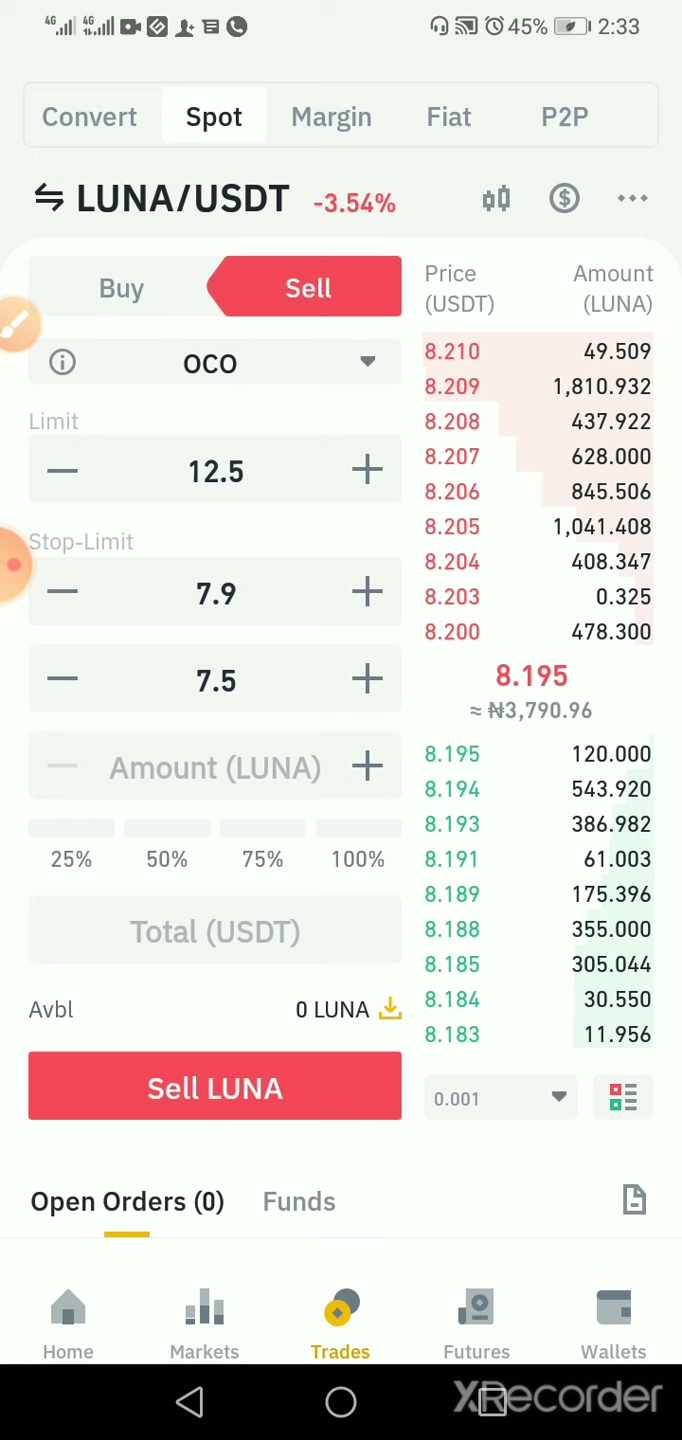 4G 4G 45% 2:33
Convert Spot Margin Fiat P2P
LUNA/USDT -3.54%
Buy Sell
OCO
Limit
12.5
Stop-Limit
7.9
7.5
Amount (LUNA)
25% 50% 75% 100%
Total (USDT)
Avbl 0 LUNA
Sell LUNA
Price Amount
(USDT) (LUNA)
8.210 49.509
8.209 1,810.932
8.208 437.922
8.207 628.000
8.206 845.506
8.205 1,041.408
8.204 408.347
8.203 0.325
8.200 478.300
8.195
≈ ₦3,790.96
8.195 120.000
8.194 543.920
8.193 386.982
8.191 61.003
8.189 175.396
8.188 355.000
8.185 305.044
8.184 30.550
8.183 11.956
0.001
Open Orders (0) Funds
Home Markets Trades Futures Wallets
XRecorder